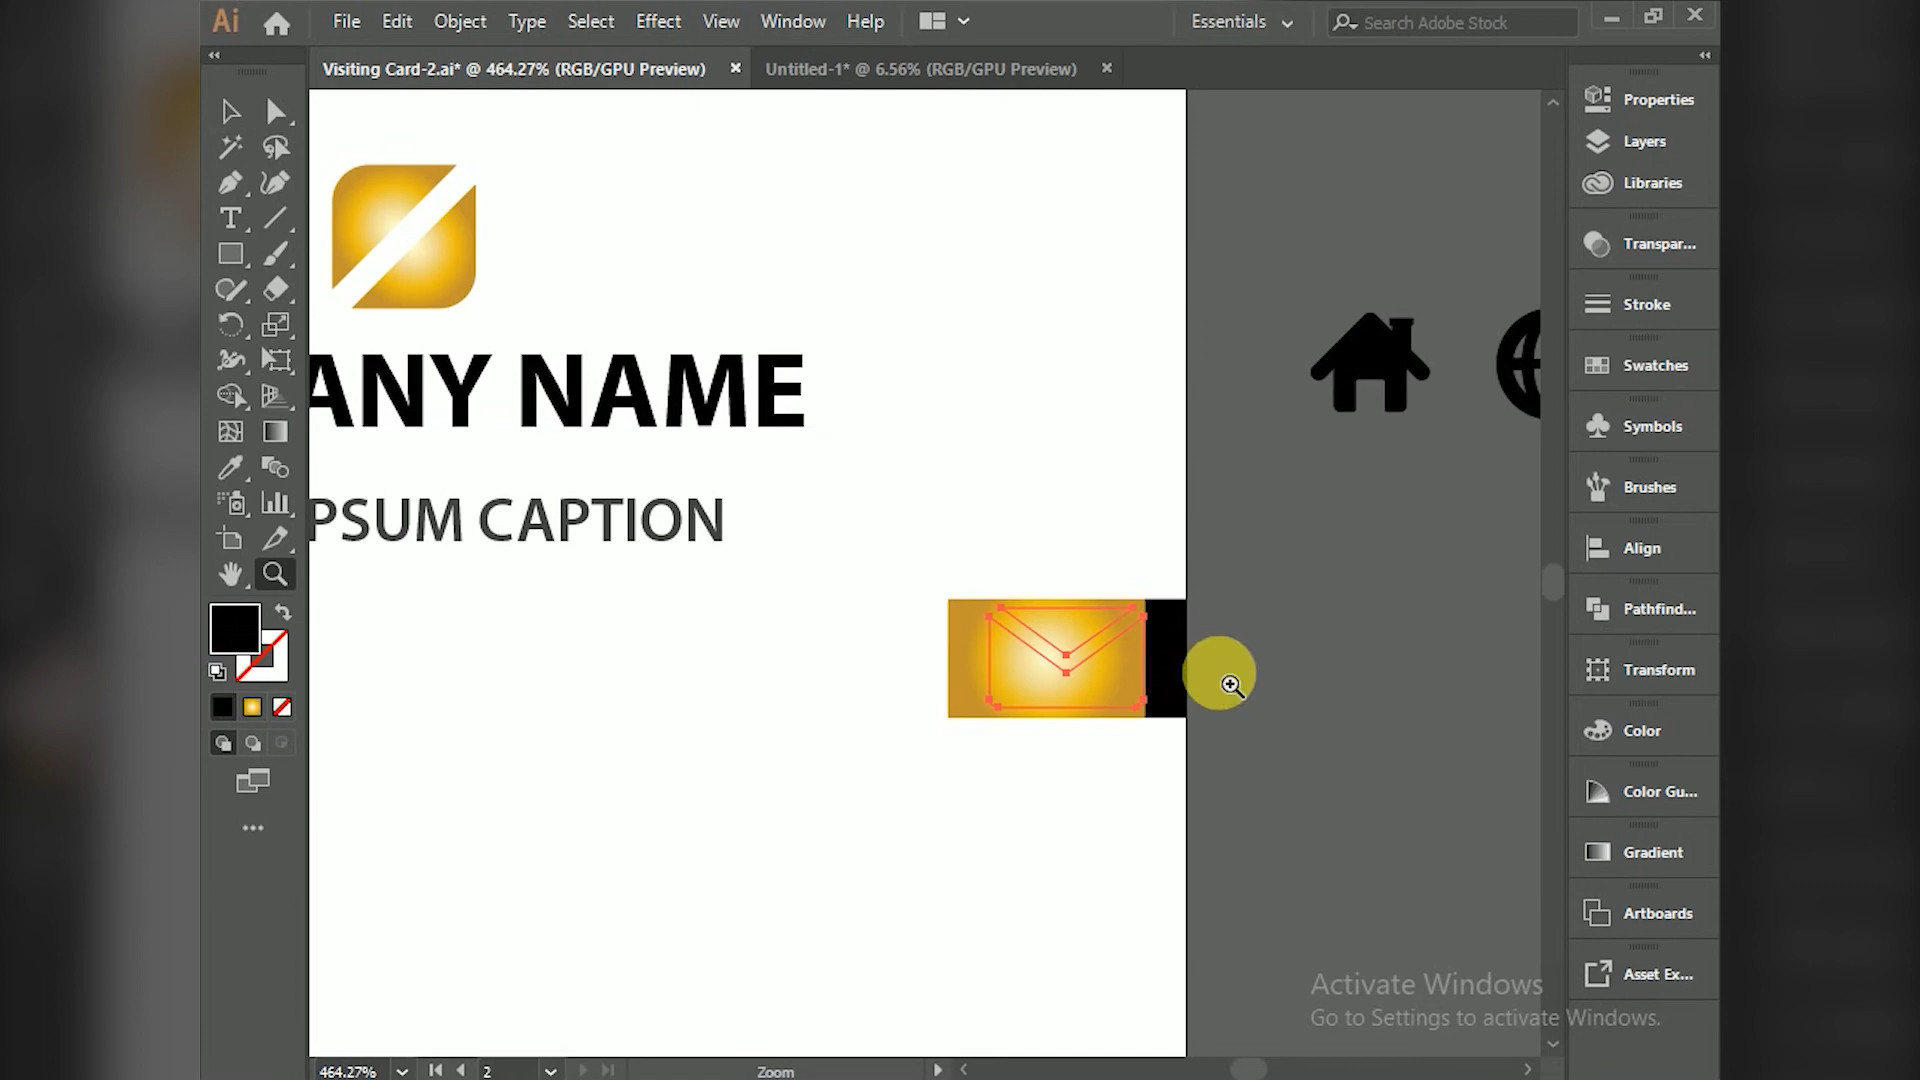 Ai File Edit Object Type Select Effect View Window Help Essentials Search Adobe Stock
Visiting Card-2.ai* @ 464.27% (RGB/GPU Preview) Untitled-1* @ 6.56% (RGB/GPU Preview)
Properties
Layers
Libraries
Transpar...
Stroke
Swatches
Symbols
Brushes
Align
Pathfind...
Transform
Color
Color Gu...
Gradient
Artboards
Asset Ex...
ANY NAME
PSUM CAPTION
Activate Windows
Go to Settings to activate Windows.
464.27% 2 Zoom